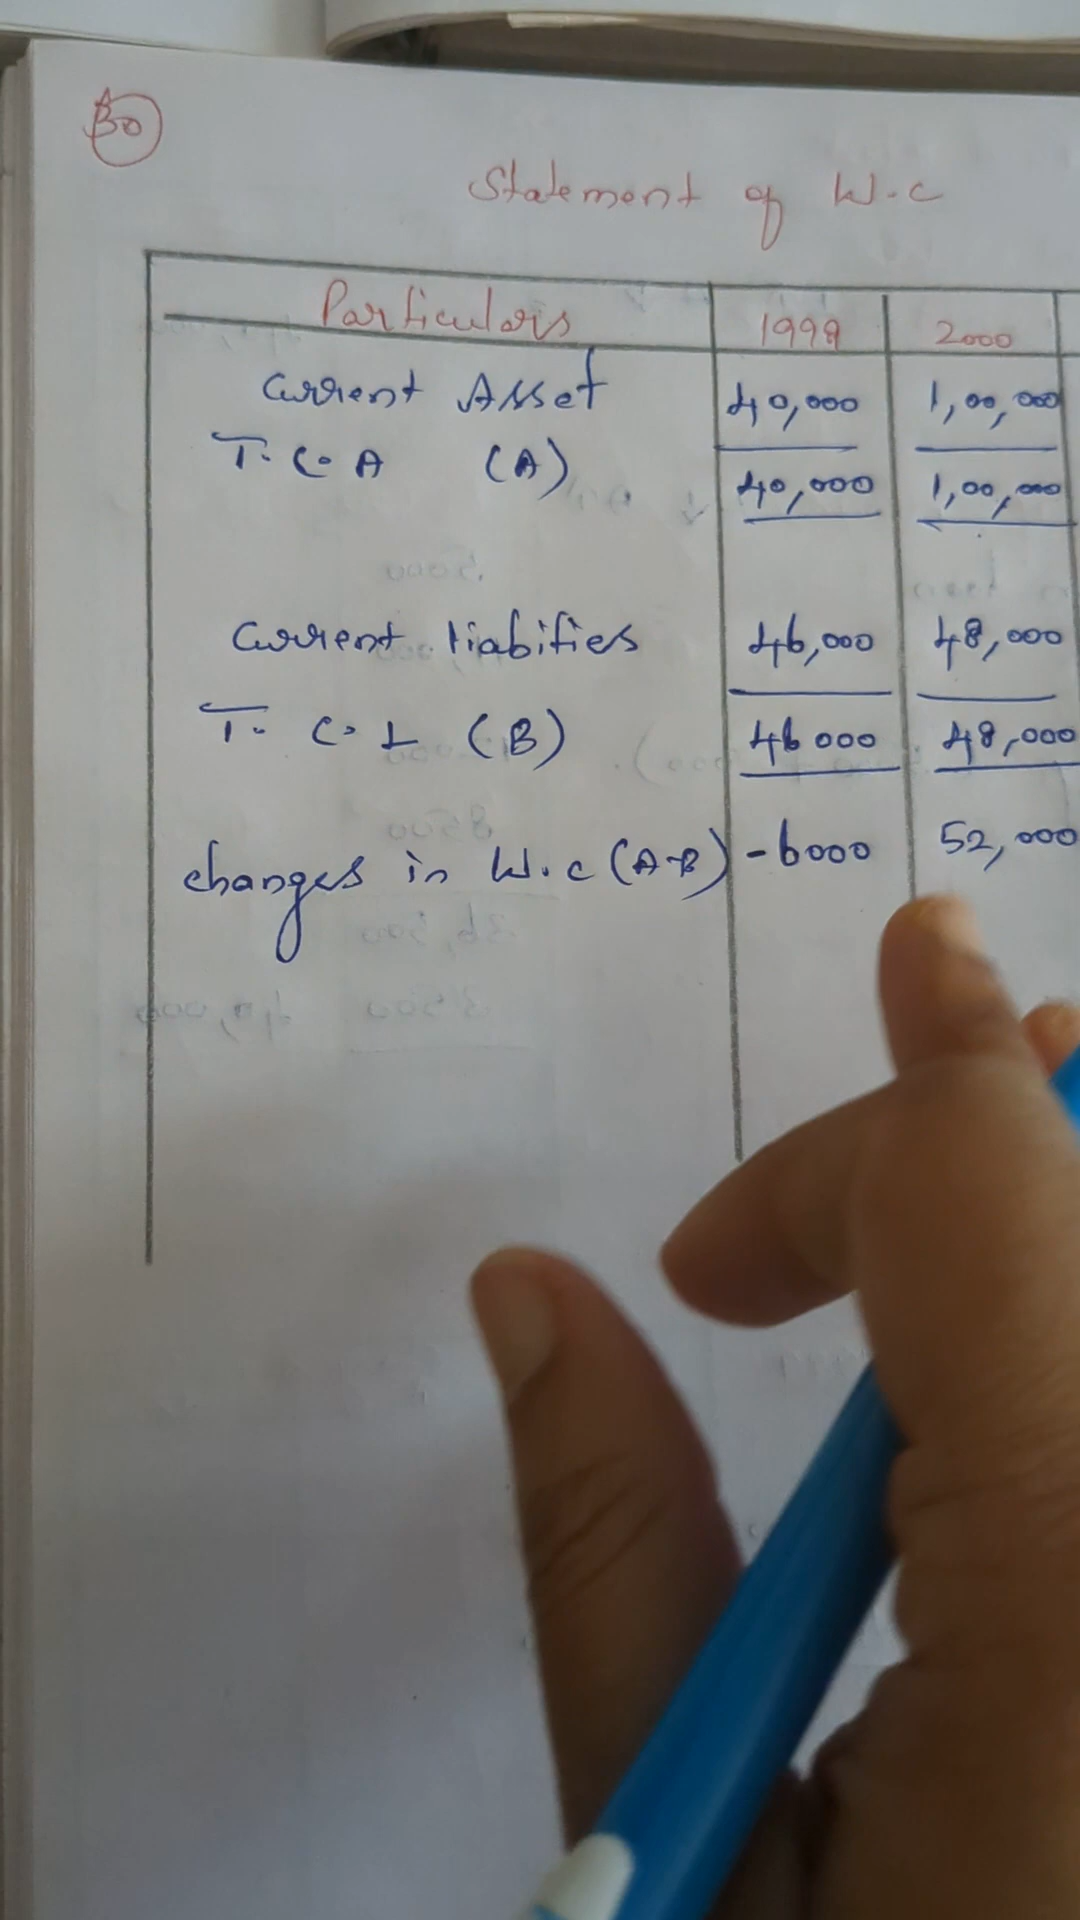 30
Statement of W.C
Particulars 1999 2000
Current Asset 40,000 1,00,000
T.C.A (A) 40,000 1,00,000
Current liabifies 46,000 48,000
T. C. L (B) 46000 48,000
changes in W.C (A-B) -6000 52,000